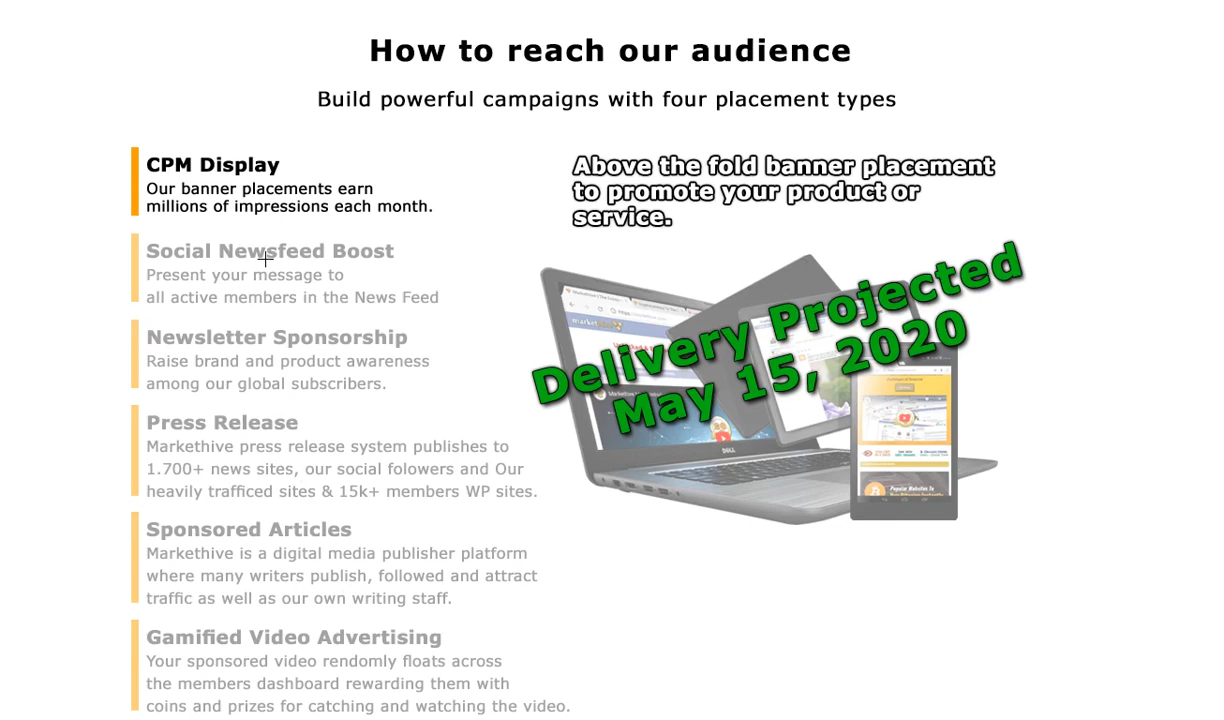 How to reach our audience
Build powerful campaigns with four placement types
CPM Display
Our banner placements earn
millions of impressions each month.
Social Newsfeed Boost
Present your message to
all active members in the News Feed
Newsletter Sponsorship
Raise brand and product awareness
among our global subscribers.
Press Release
Markethive press release system publishes to
1.700+ news sites, our social folowers and Our
heavily trafficed sites & 15k+ members WP sites.
Sponsored Articles
Markethive is a digital media publisher platform
where many writers publish, followed and attract
traffic as well as our own writing staff.
Gamified Video Advertising
Your sponsored video rendomly floats across
the members dashboard rewarding them with
coins and prizes for catching and watching the video.
Above the fold banner placement
to promote your product or
service.
Delivery Projected
May 15, 2020
DELL
Popular Websites To